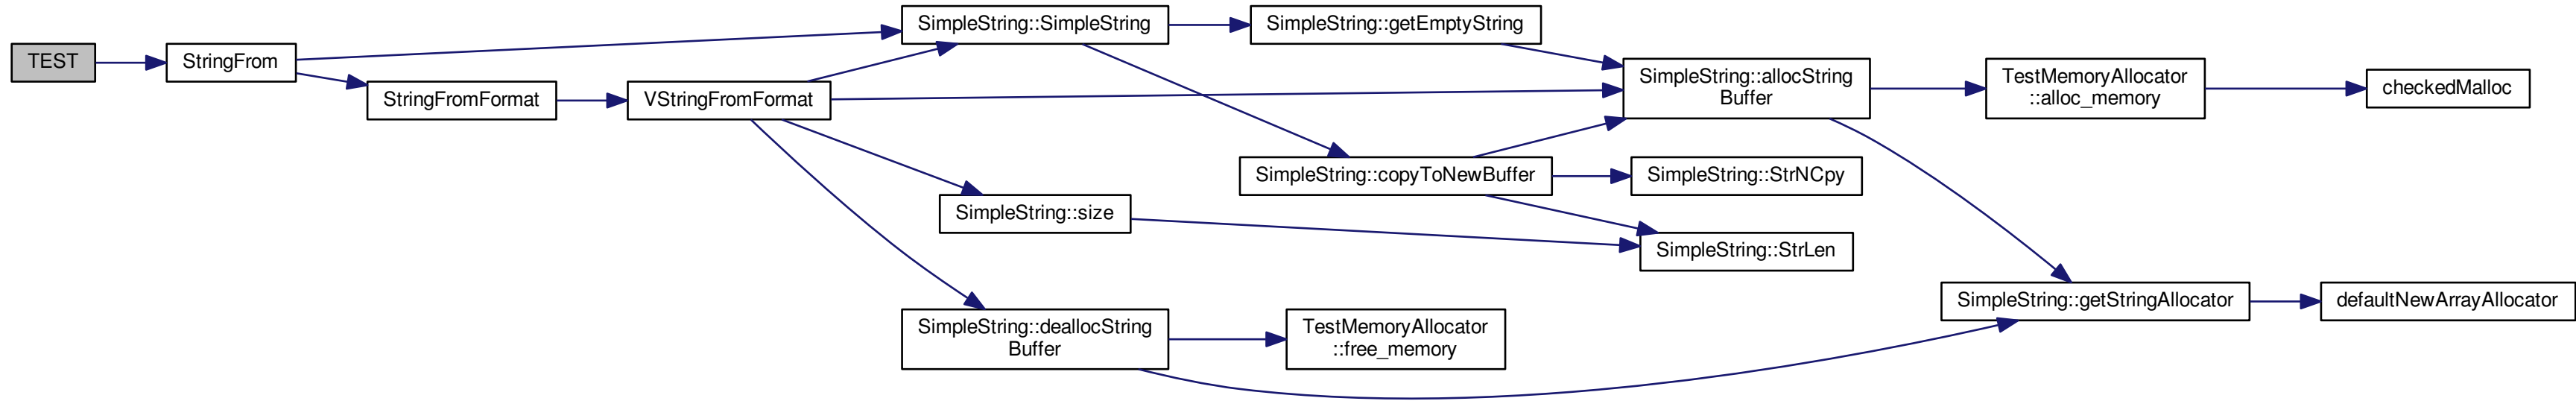 TEST
StringFrom
StringFromFormat
VStringFromFormat
SimpleString::SimpleString
SimpleString::size
SimpleString::deallocString
Buffer
SimpleString::getEmptyString
SimpleString::copyToNewBuffer
TestMemoryAllocator
::free_memory
SimpleString::allocString
Buffer
SimpleString::StrNCpy
SimpleString::StrLen
TestMemoryAllocator
::alloc_memory
SimpleString::getStringAllocator
checkedMalloc
defaultNewArrayAllocator